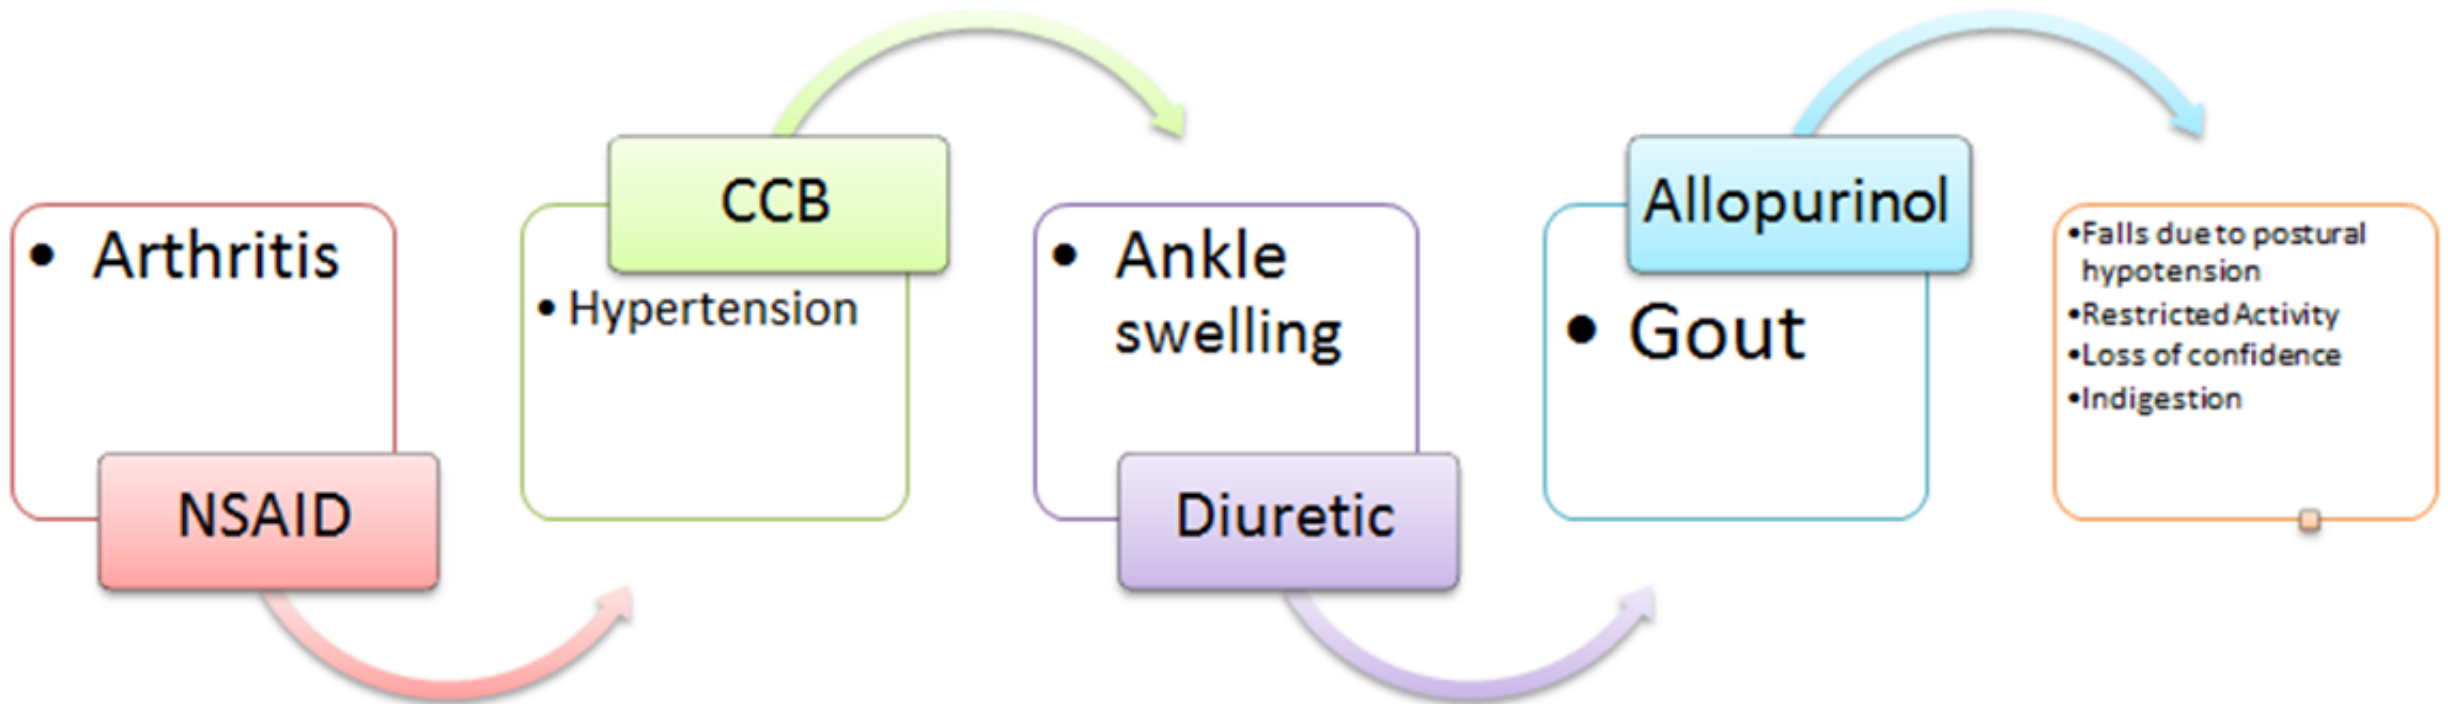 • Arthritis
NSAID
CCB
• Hypertension
• Ankle
swelling
Diuretic
Allopurinol
• Gout
•Falls due to postural
hypotension
•Restricted Activity
•Loss of confidence
•Indigestion